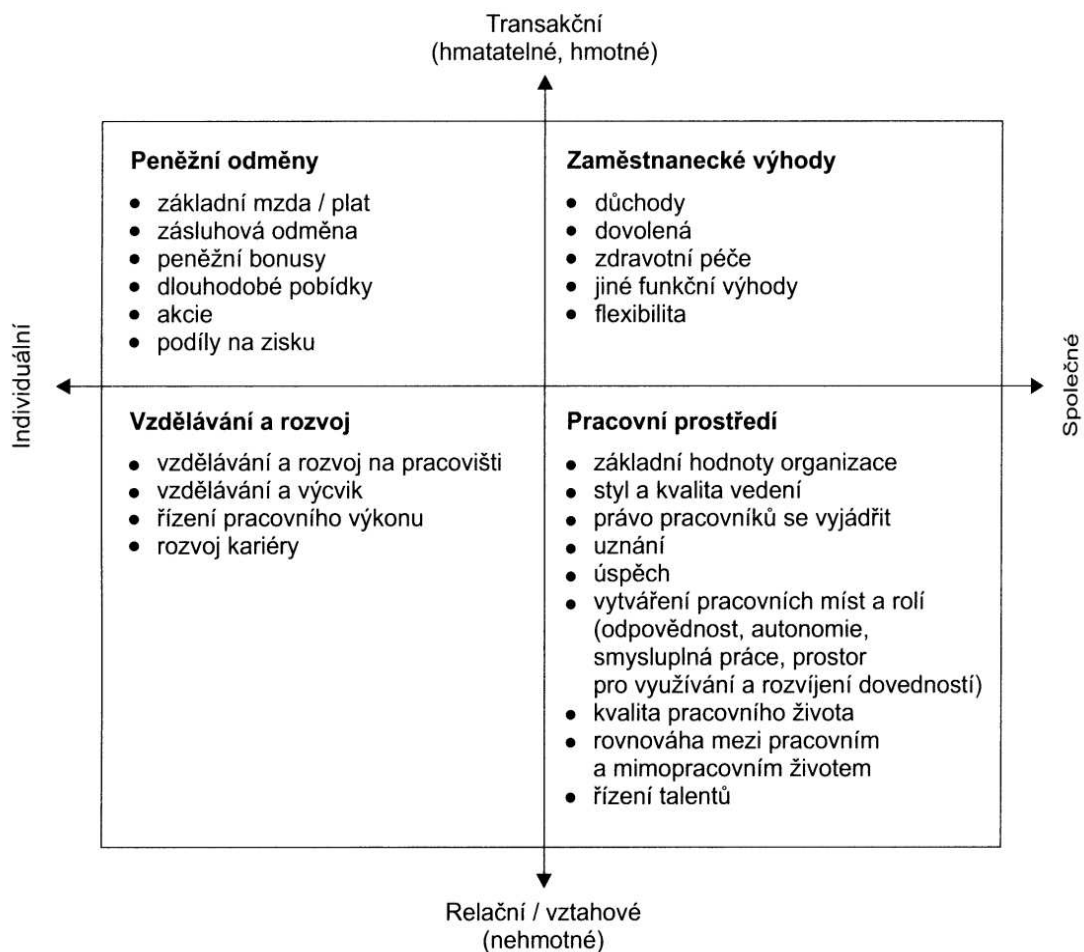 Transakční
(hmatatelné, hmotné)
Peněžní odměny
• základní mzda / plat
• zásluhová odměna
• peněžní bonusy
• dlouhodobé pobídky
• akcie
• podíly na zisku
Zaměstnanecké výhody
• důchody
• dovolená
• zdravotní péče
• jiné funkční výhody
• flexibilita
Individuální
Společné
Vzdělávání a rozvoj
• vzdělávání a rozvoj na pracovišti
• vzdělávání a výcvik
• řízení pracovního výkonu
• rozvoj kariéry
Pracovní prostředí
• základní hodnoty organizace
• styl a kvalita vedení
• právo pracovníků se vyjádřit
• uznání
• úspěch
• vytváření pracovních míst a rolí
(odpovědnost, autonomie,
smysluplná práce, prostor
pro využívání a rozvíjení dovedností)
• kvalita pracovního života
• rovnováha mezi pracovním
a mimopracovním životem
• řízení talentů
Relační / vztahové
(nehmotné)